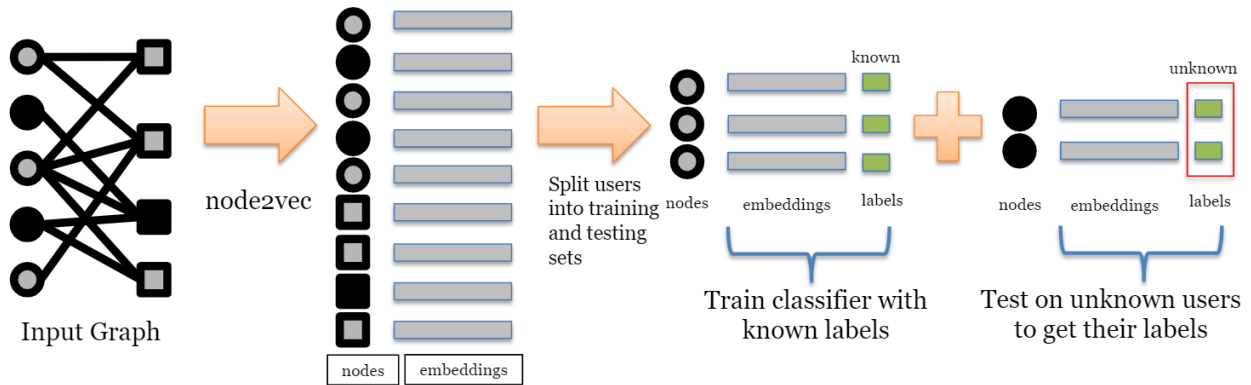 Input Graph
node2vec
nodes
embeddings
Split users
into training
and testing
sets
known
nodes
embeddings
labels
Train classifier with
known labels
unknown
nodes
embeddings
labels
Test on unknown users
to get their labels